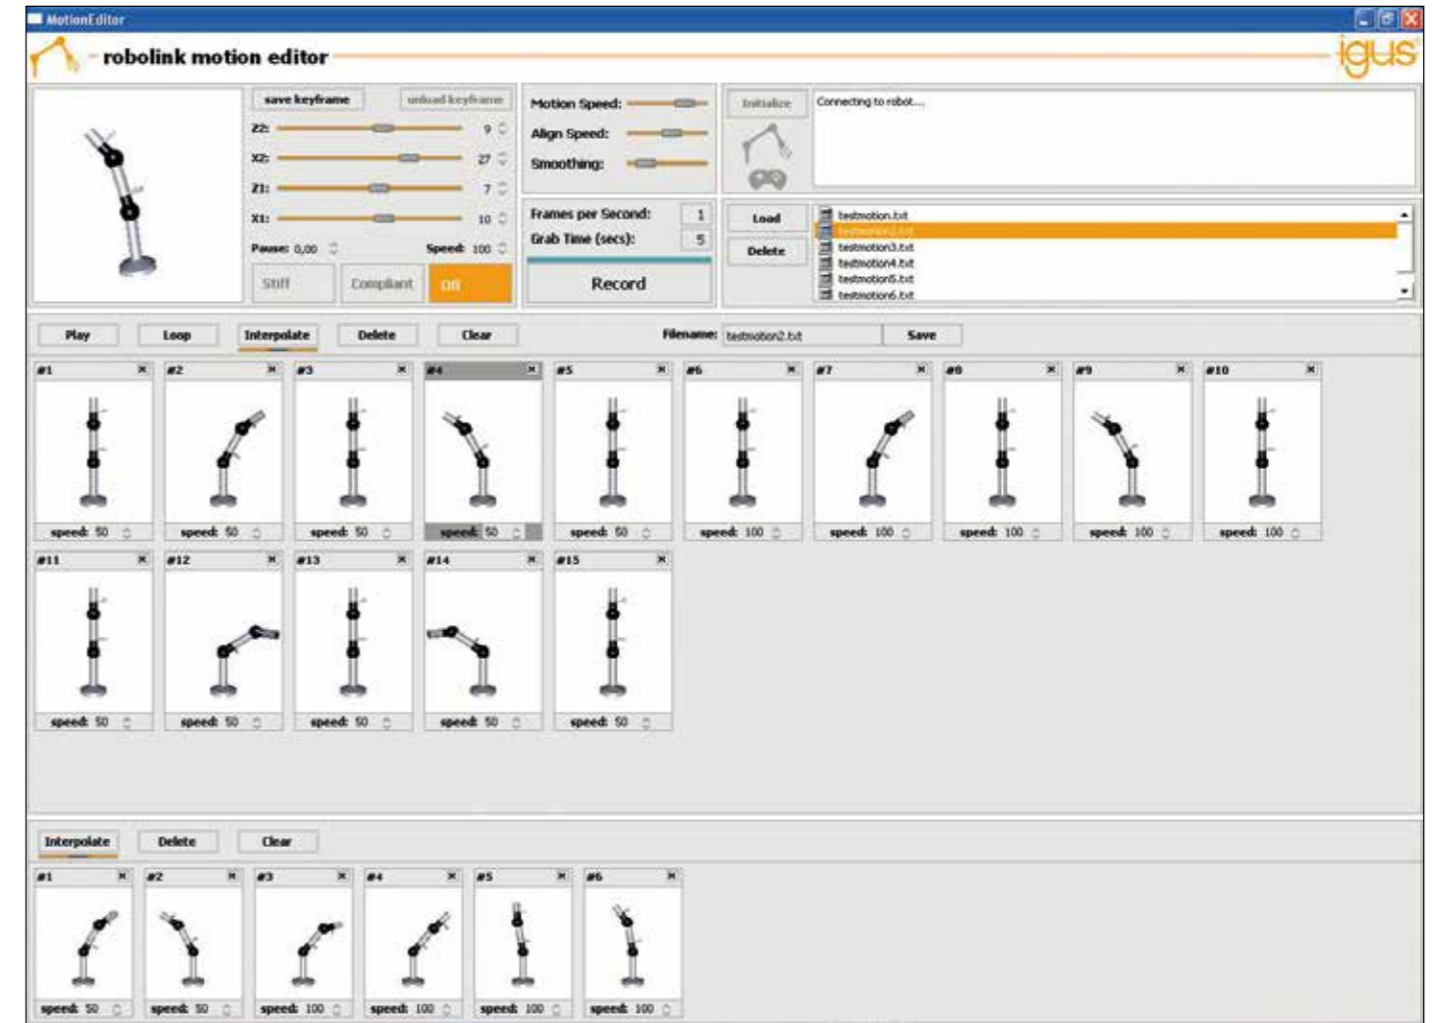 MotionEditor
robolink motion editor
igus
save keyframe
unload keyframe
Z2: 9
X2: 27
Z1: 7
X1: 10
Pause: 0,00 Speed: 100
Stiff Compliant Off
Motion Speed:
Align Speed:
Smoothing:
Frames per Second: 1
Grab Time (secs): 5
Record
Initialize
Connecting to robot...
Load
Delete
testmotion.txt
testmotion2.txt
testmotion3.txt
testmotion4.txt
testmotion5.txt
testmotion6.txt
Play Loop Interpolate Delete Clear Filename: testmotion2.txt Save
#1 #2 #3 #4 #5 #6 #7 #8 #9 #10
speed: 50 speed: 50 speed: 50 speed: 50 speed: 50 speed: 100 speed: 100 speed: 100 speed: 100 speed: 100
#11 #12 #13 #14 #15
speed: 50 speed: 50 speed: 50 speed: 50 speed: 50
Interpolate Delete Clear
#1 #2 #3 #4 #5 #6
speed: 50 speed: 50 speed: 100 speed: 100 speed: 100 speed: 100